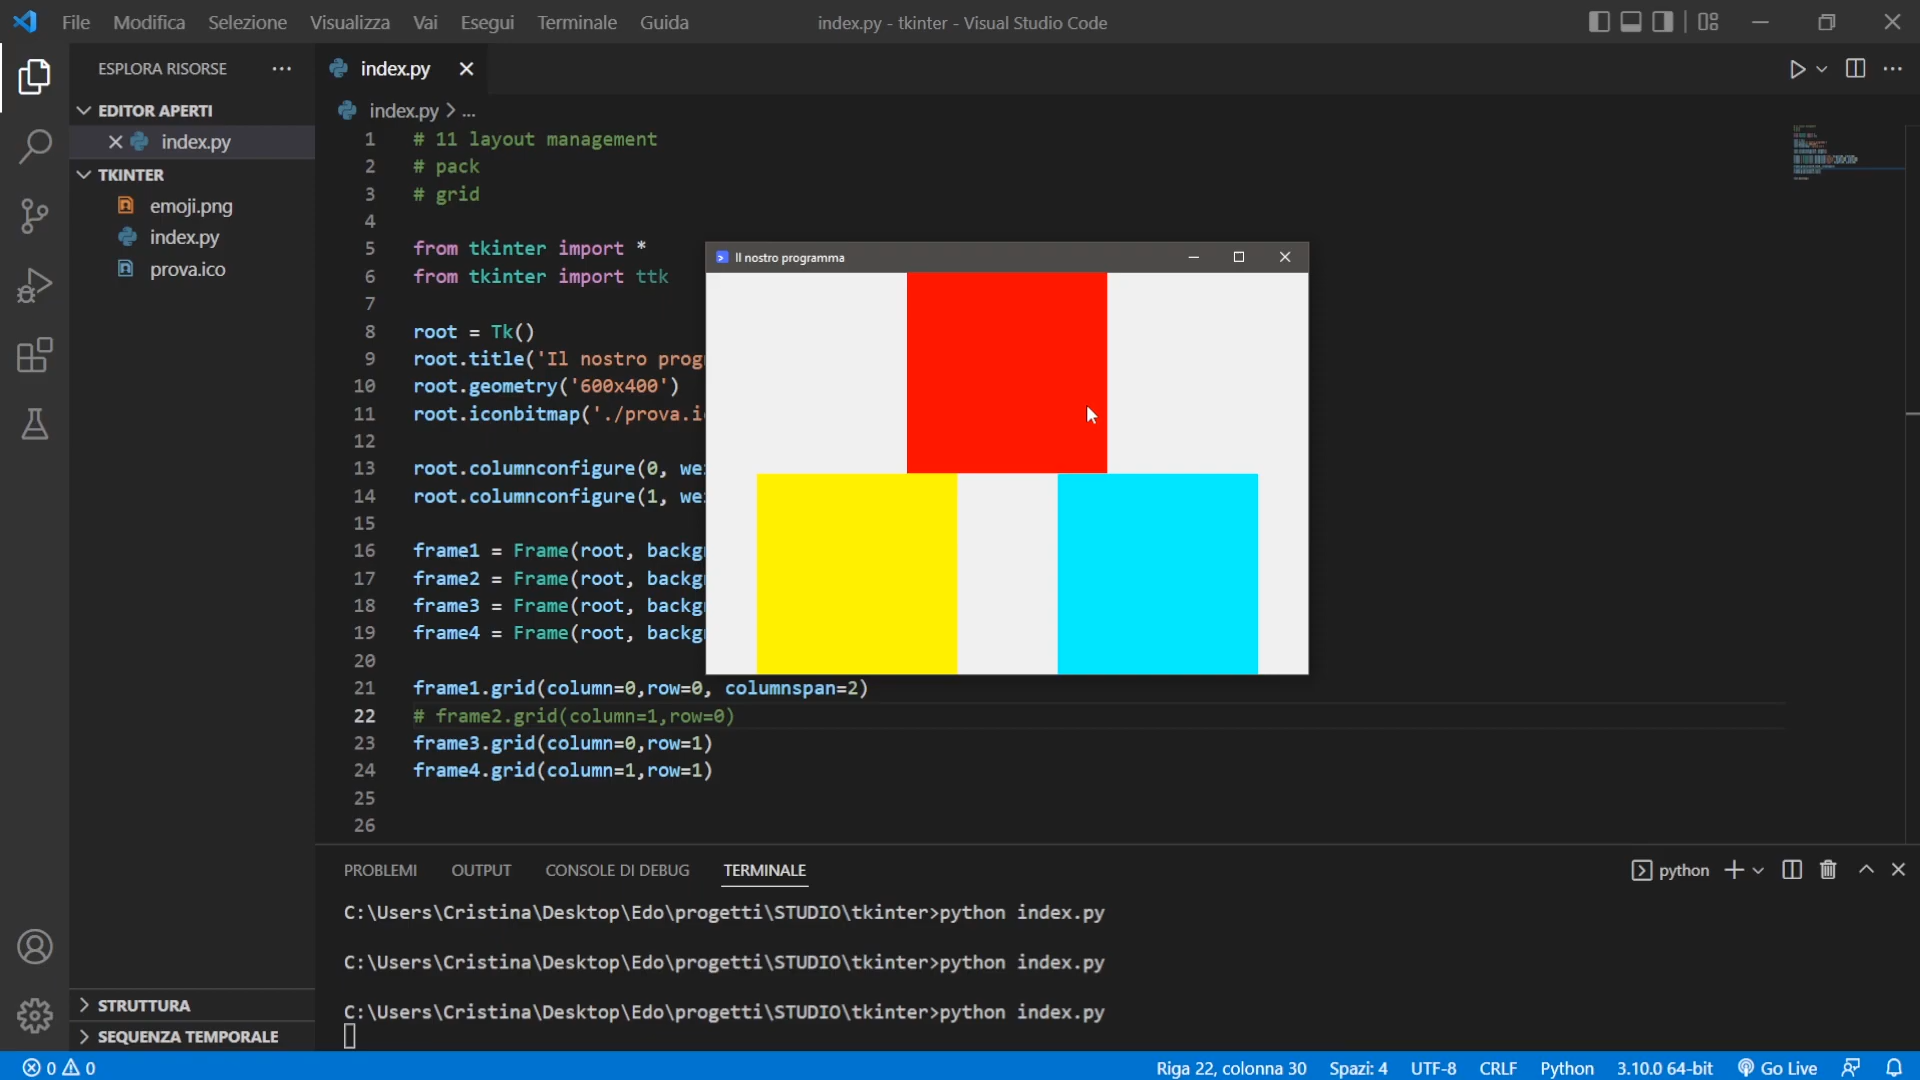 File Modifica Selezione Visualizza Vai Esegui Terminale Guida index.py - tkinter - Visual Studio Code
ESPLORA RISORSE ...
EDITOR APERTI
index.py
TKINTER
emoji.png
index.py
prova.ico
STRUTTURA
SEQUENZA TEMPORALE
index.py
index.py > ...
1 # 11 layout management
2 # pack
3 # grid
4
5 from tkinter import *
6 from tkinter import ttk
7
8 root = Tk()
9 root.title('Il nostro prog
10 root.geometry('600x400')
11 root.iconbitmap('./prova.i
12
13 root.columnconfigure(0, we
14 root.columnconfigure(1, we
15
16 frame1 = Frame(root, backg
17 frame2 = Frame(root, backg
18 frame3 = Frame(root, backg
19 frame4 = Frame(root, backg
20
21 frame1.grid(column=0,row=0, columnspan=2)
22 # frame2.grid(column=1,row=0)
23 frame3.grid(column=0,row=1)
24 frame4.grid(column=1,row=1)
25
26
Il nostro programma
PROBLEMI OUTPUT CONSOLE DI DEBUG TERMINALE python
C:\Users\Cristina\Desktop\Edo\progetti\STUDIO\tkinter>python index.py
C:\Users\Cristina\Desktop\Edo\progetti\STUDIO\tkinter>python index.py
C:\Users\Cristina\Desktop\Edo\progetti\STUDIO\tkinter>python index.py
0 0 Riga 22, colonna 30 Spazi: 4 UTF-8 CRLF Python 3.10.0 64-bit Go Live